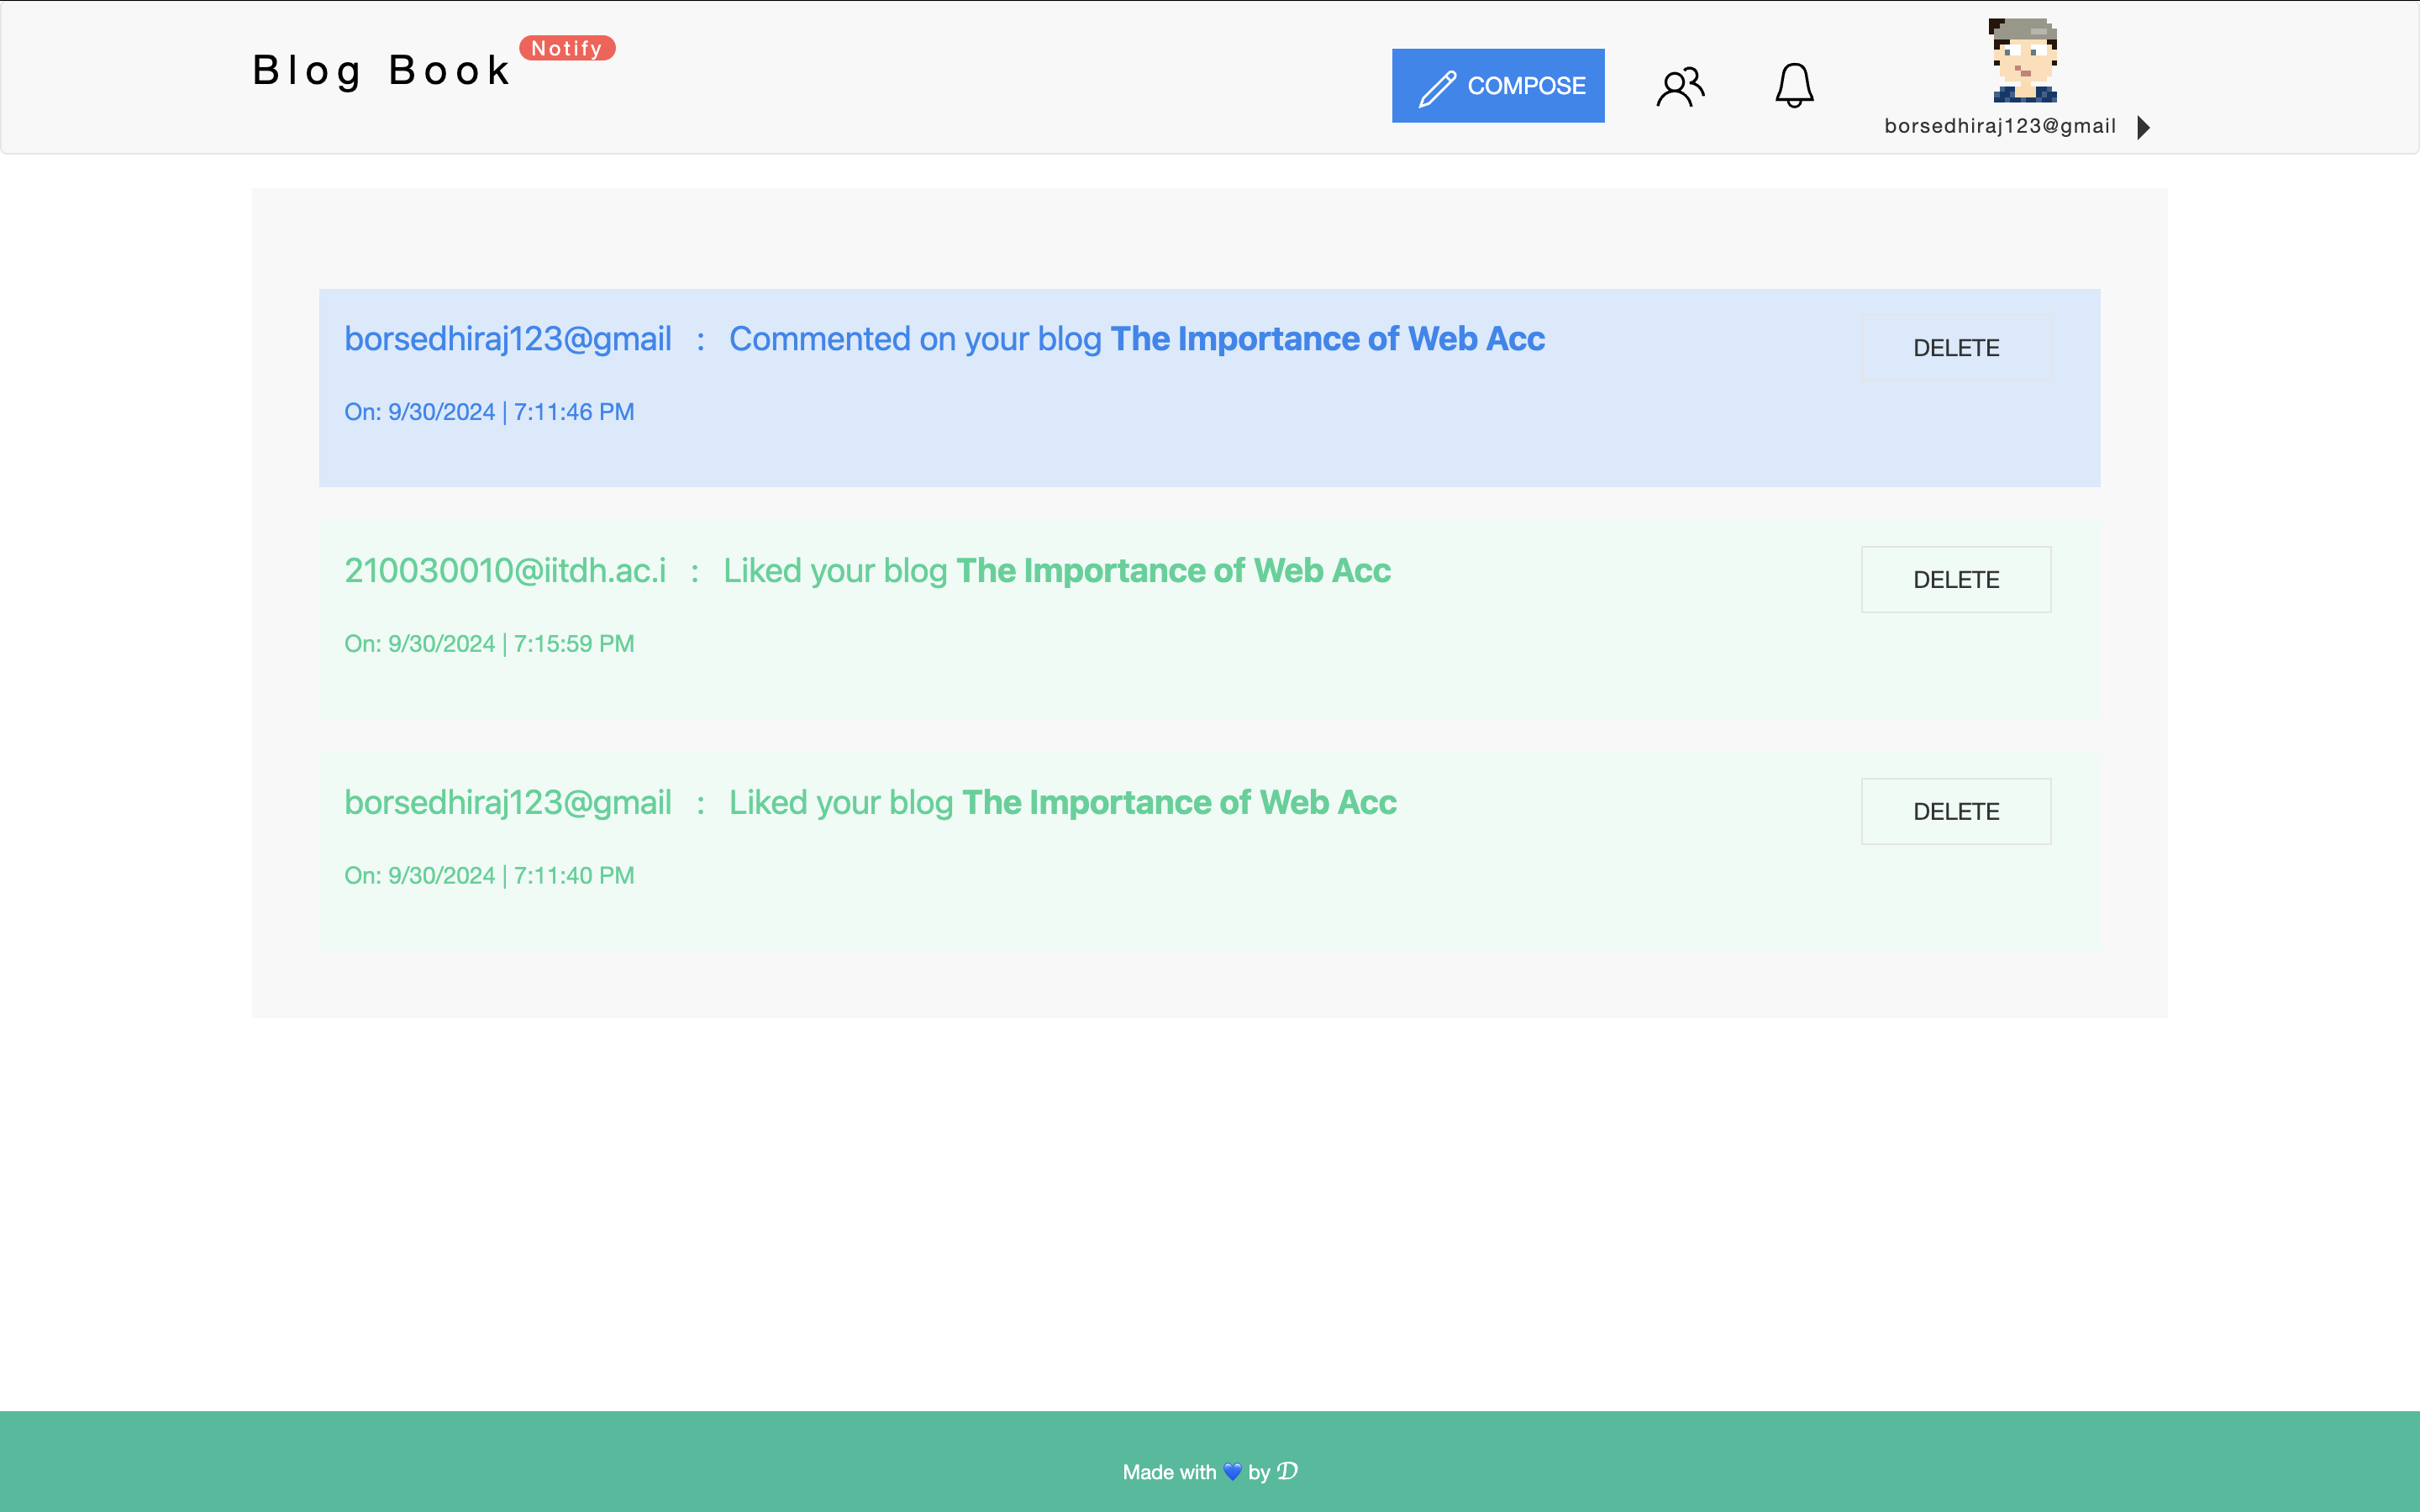 Blog Book Notify
COMPOSE
borsedhiraj123@gmail
borsedhiraj123@gmail : Commented on your blog The Importance of Web Acc
DELETE
On: 9/30/2024 | 7:11:46 PM
210030010@iitdh.ac.i : Liked your blog The Importance of Web Acc
DELETE
On: 9/30/2024 | 7:15:59 PM
borsedhiraj123@gmail : Liked your blog The Importance of Web Acc
DELETE
On: 9/30/2024 | 7:11:40 PM
Made with 💙 by 𝒟